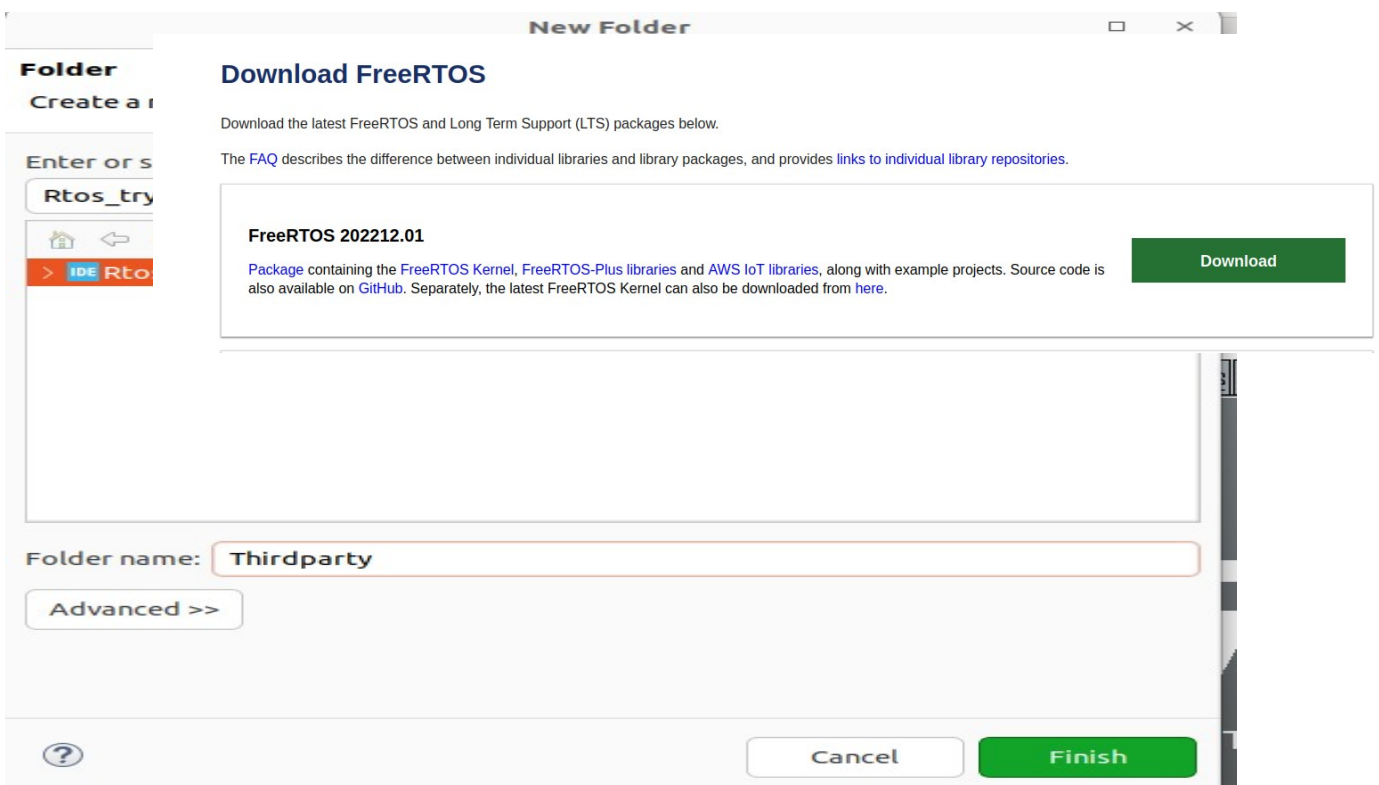 New Folder
Folder
Create a
Enter or s
Rtos_try
IDE Rto
Download FreeRTOS
Download the latest FreeRTOS and Long Term Support (LTS) packages below.
The FAQ describes the difference between individual libraries and library packages, and provides links to individual library repositories.
FreeRTOS 202212.01
Package containing the FreeRTOS Kernel, FreeRTOS-Plus libraries and AWS IoT libraries, along with example projects. Source code is
also available on GitHub. Separately, the latest FreeRTOS Kernel can also be downloaded from here.
Download
Folder name: Thirdparty
Advanced >>
Cancel
Finish